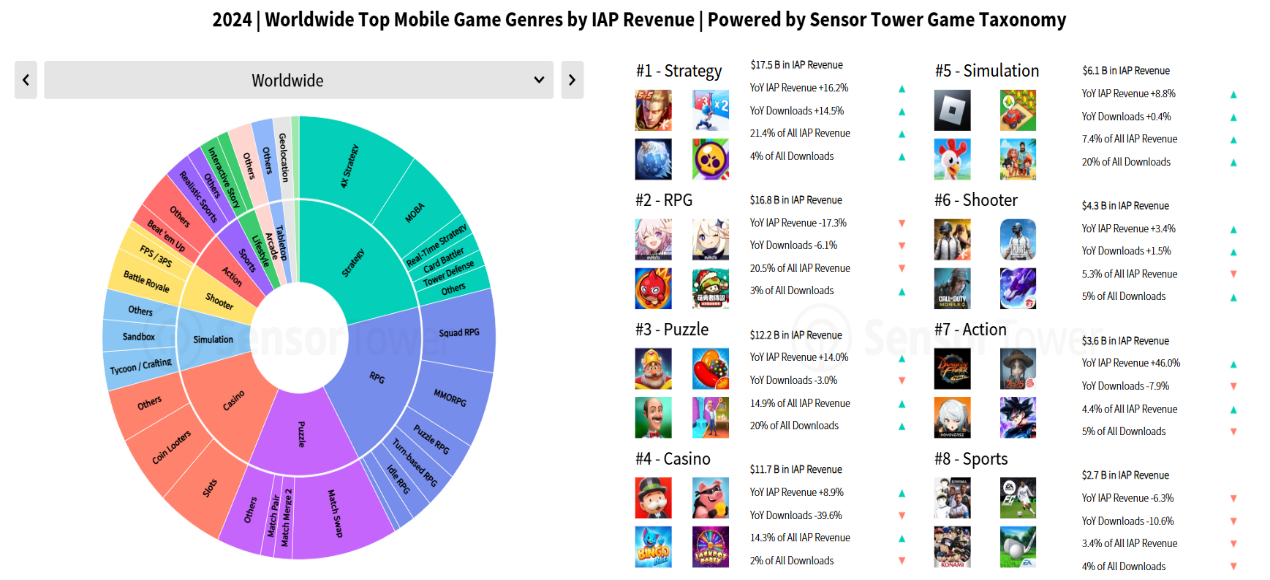 2024 | Worldwide Top Mobile Game Genres by IAP Revenue | Powered by Sensor Tower Game Taxonomy
Worldwide
4X Strategy
MOBA
Real-Time Strategy
Card Battler
Tower Defense
Others
Squad RPG
MMORPG
Puzzle RPG
Turn-based RPG
Idle RPG
Match Swap
Match Merge 2
Match Pair
Others
Slots
Coin Looters
Others
Tycoon / Crafting
Sandbox
Others
Battle Royale
FPS / 3PS
Beat 'em Up
Others
Realistic Sports
Others
Interactive Story
Others
Others
Geolocation
Strategy
RPG
Puzzle
Casino
Simulation
Shooter
Action
Sports
Lifestyle
Arcade
Tabletop
SensorTower
#1 - Strategy
$17.5 B in IAP Revenue
YoY IAP Revenue +16.2%
YoY Downloads +14.5%
21.4% of All IAP Revenue
4% of All Downloads
#2 - RPG
$16.8 B in IAP Revenue
YoY IAP Revenue -17.3%
YoY Downloads -6.1%
20.5% of All IAP Revenue
3% of All Downloads
#3 - Puzzle
$12.2 B in IAP Revenue
YoY IAP Revenue +14.0%
YoY Downloads -3.0%
14.9% of All IAP Revenue
20% of All Downloads
#4 - Casino
$11.7 B in IAP Revenue
YoY IAP Revenue +8.9%
YoY Downloads -39.6%
14.3% of All IAP Revenue
2% of All Downloads
BINGO
JACKPOT
PARTY
#5 - Simulation
$6.1 B in IAP Revenue
YoY IAP Revenue +8.8%
YoY Downloads +0.4%
7.4% of All IAP Revenue
20% of All Downloads
#6 - Shooter
$4.3 B in IAP Revenue
YoY IAP Revenue +3.4%
YoY Downloads +1.5%
5.3% of All IAP Revenue
5% of All Downloads
CALL OF DUTY
MOBILE
SensorTower
#7 - Action
$3.6 B in IAP Revenue
YoY IAP Revenue +46.0%
YoY Downloads -7.9%
4.4% of All IAP Revenue
5% of All Downloads
#8 - Sports
$2.7 B in IAP Revenue
YoY IAP Revenue -6.3%
YoY Downloads -10.6%
3.4% of All IAP Revenue
4% of All Downloads
KONAMI
EA